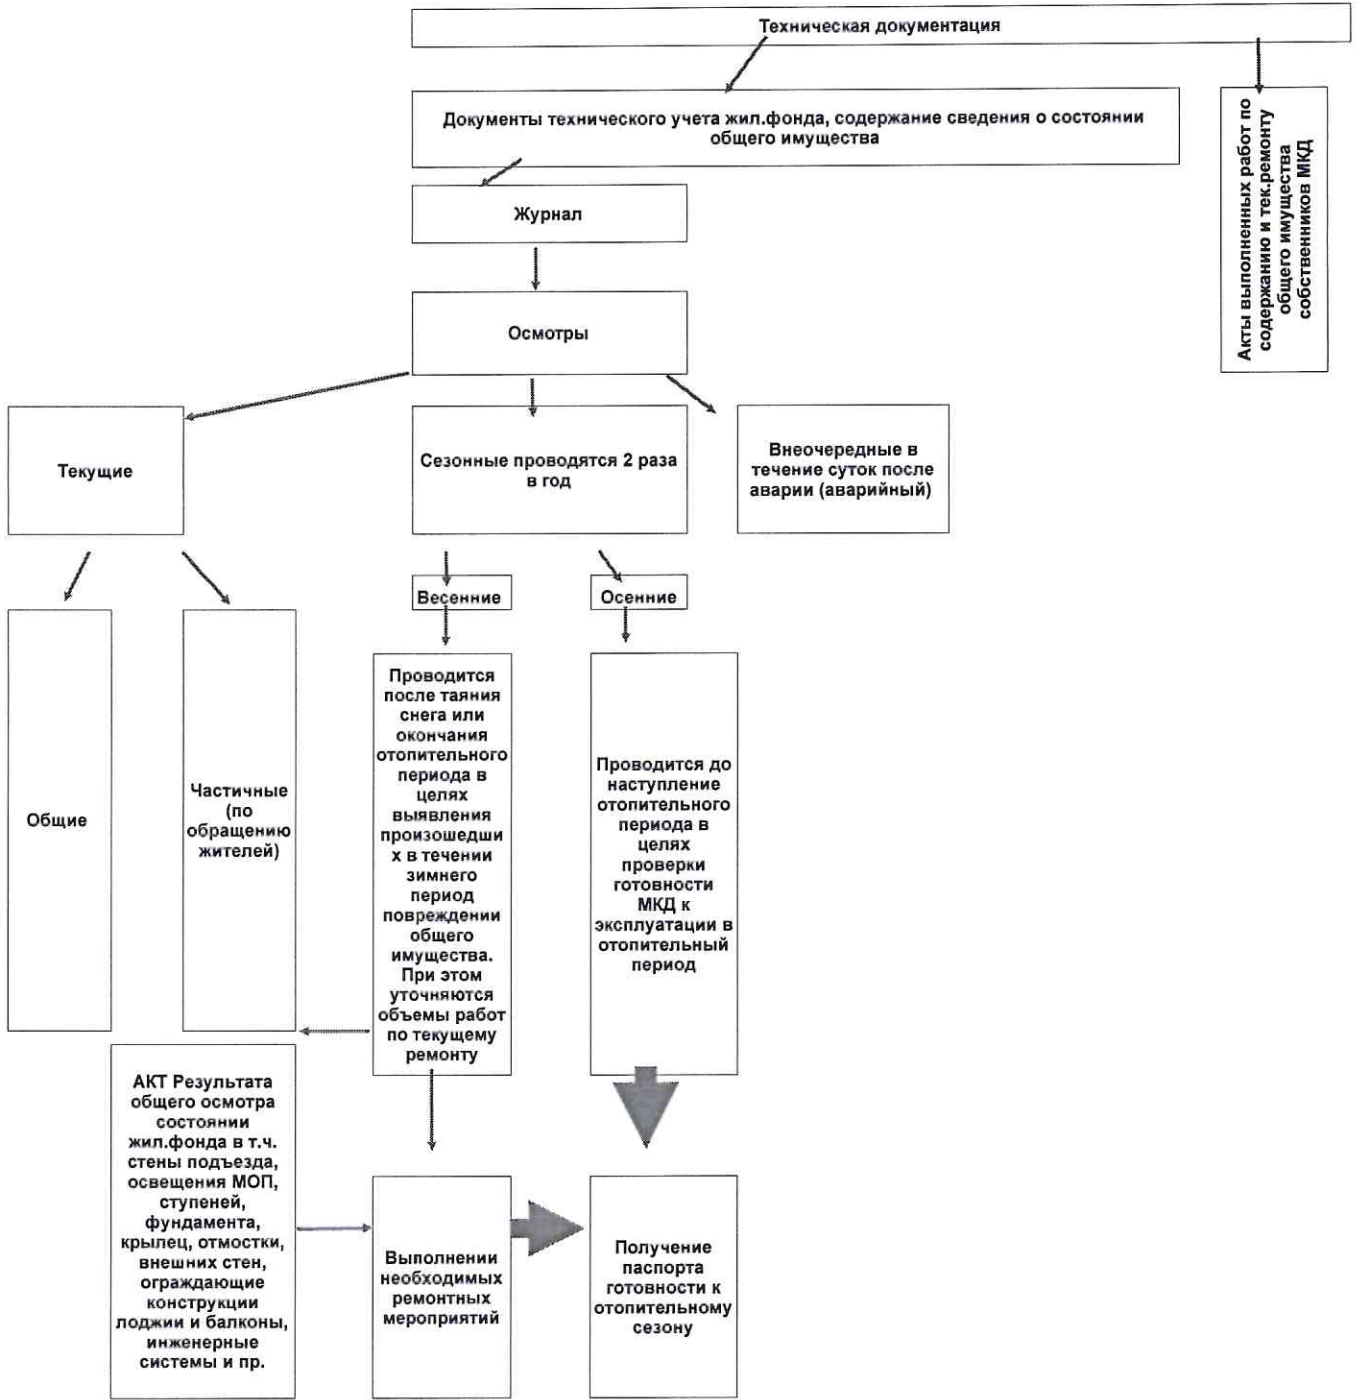 Техническая документация
Документы технического учета жил.фонда, содержание сведения о состоянии
общего имущества
Акты выполненных работ по
содержанию и тек.ремонту
общего имущества
собственников МКД
Журнал
Осмотры
Текущие
Сезонные проводятся 2 раза
в год
Внеочередные в
течение суток после
аварии (аварийный)
Весенние
Осенние
Общие
Частичные
(по
обращению
жителей)
Проводится
после таяния
снега или
окончания
отопительного
периода в
целях
выявления
произошедши
х в течении
зимнего
период
повреждении
общего
имущества.
При этом
уточняются
объемы работ
по текущему
ремонту
Проводится до
наступление
отопительного
периода в
целях
проверки
готовности
МКД к
эксплуатации в
отопительный
период
АКТ Результата
общего осмотра
состоянии
жил.фонда в т.ч.
стены подъезда,
освещения МОП,
ступеней,
фундамента,
крылец, отмостки,
внешних стен,
ограждающие
конструкции
лоджии и балконы,
инженерные
системы и пр.
Выполнении
необходимых
ремонтных
мероприятий
Получение
паспорта
готовности к
отопительному
сезону